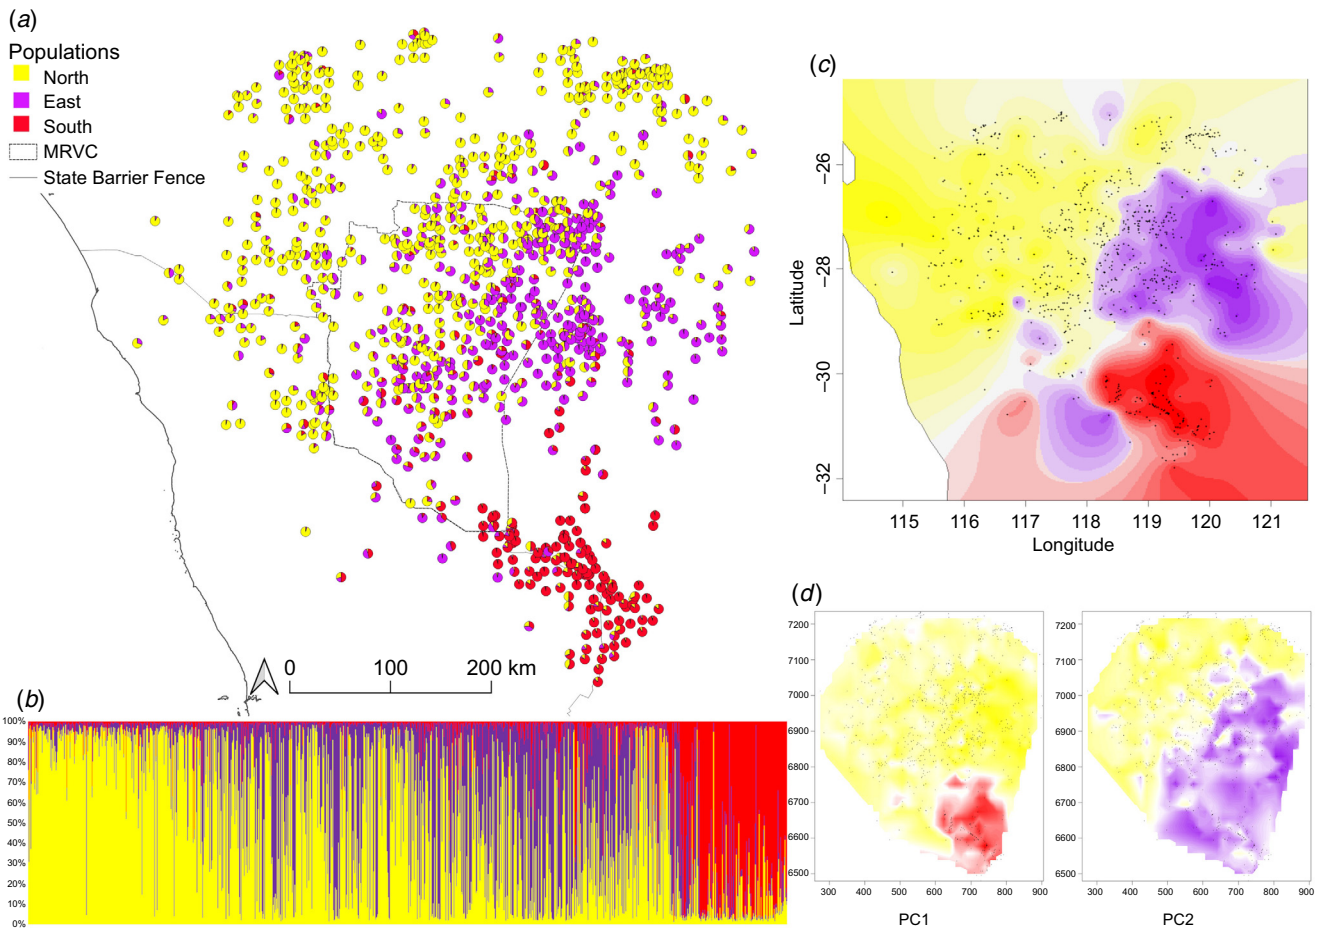 (a)
Populations
North
East
South
MRVC
State Barrier Fence
0 100 200 km
(b)
100%
90%
80%
70%
60%
50%
40%
30%
20%
10%
0%
(c)
Latitude
−26
−28
−30
−32
115 116 117 118 119 120 121
Longitude
(d)
7200
7100
7000
6900
6800
6700
6600
6500
300 400 500 600 700 800 900
PC1
7200
7100
7000
6900
6800
6700
6600
6500
300 400 500 600 700 800 900
PC2